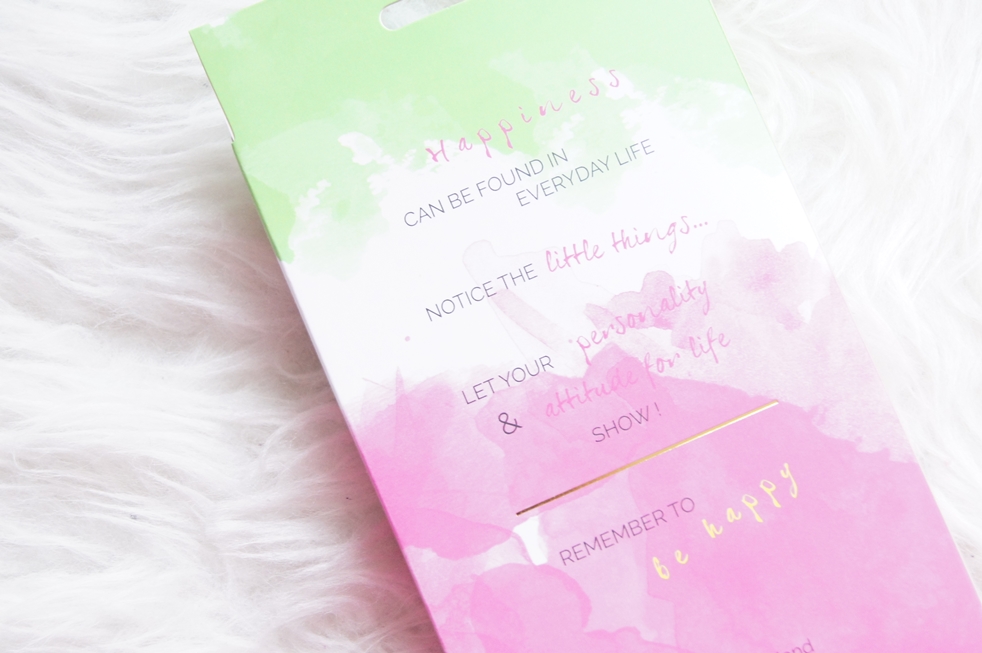 Happiness
CAN BE FOUND IN
EVERYDAY LIFE
NOTICE THE little things...
LET YOUR personality
& attitude for life
SHOW !
REMEMBER TO
be happy